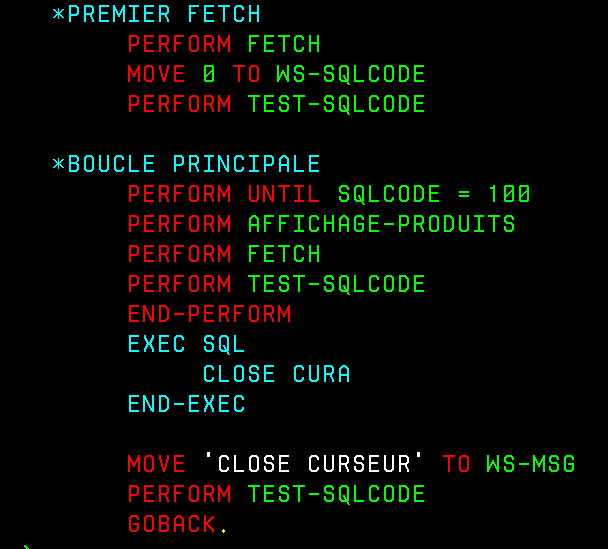 *PREMIER FETCH
PERFORM FETCH
MOVE 0 TO WS-SQLCODE
PERFORM TEST-SQLCODE
*BOUCLE PRINCIPALE
PERFORM UNTIL SQLCODE = 100
PERFORM AFFICHAGE-PRODUITS
PERFORM FETCH
PERFORM TEST-SQLCODE
END-PERFORM
EXEC SQL
CLOSE CURA
END-EXEC
MOVE 'CLOSE CURSEUR' TO WS-MSG
PERFORM TEST-SQLCODE
GOBACK.